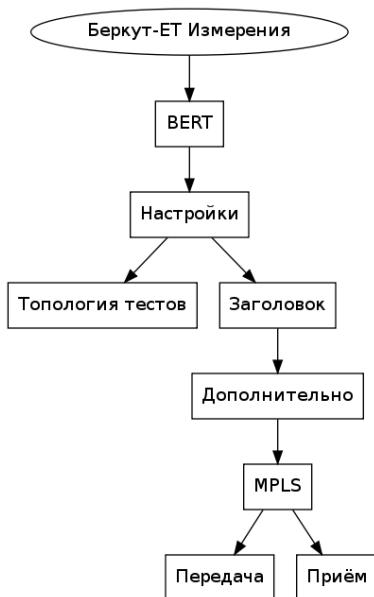 Беркут-ЕТ Измерения
BERT
Настройки
Топология тестов
Заголовок
Дополнительно
MPLS
Передача
Приём